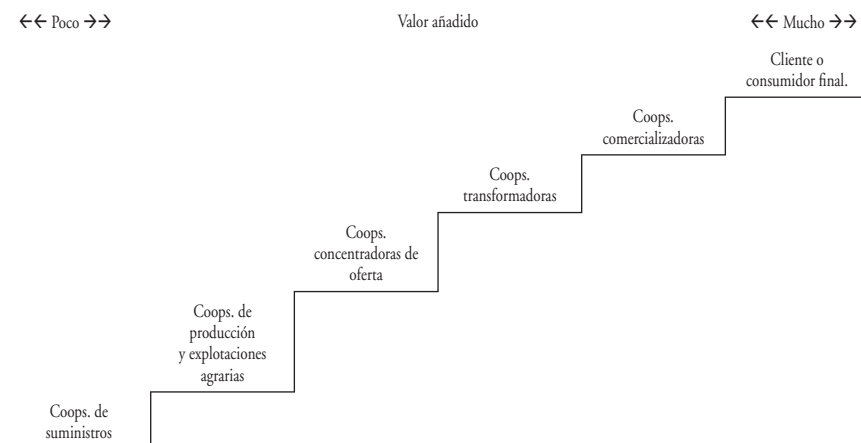 ←← Poco →→
Valor añadido
←← Mucho →→
Cliente o
consumidor final.
Coops.
comercializadoras
Coops.
transformadoras
Coops.
concentradoras de
oferta
Coops. de
producción
y explotaciones
agrarias
Coops. de
suministros